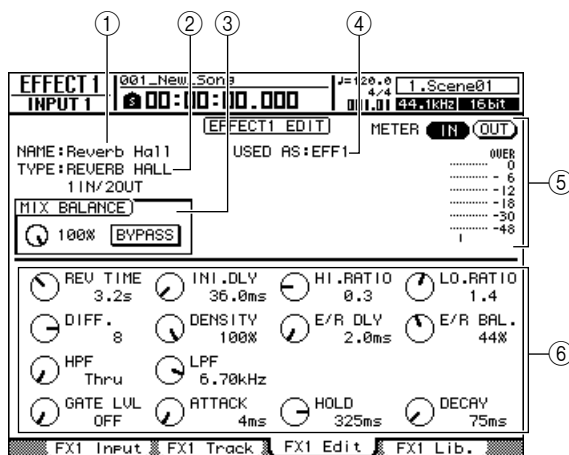 ① ② ③ ④
EFFECT1 001_New_Song ♩=120.0 4/4 1.Scene01
INPUT 1 S 00:00:00.000 001.01 44.1kHz 16bit
EFFECT1 EDIT METER IN OUT
NAME:Reverb Hall USED AS:EFF1
TYPE:REVERB HALL
1IN/2OUT
OVER
0
- 6
-12
-18
-30
-48
⑤
MIX BALANCE
100% BYPASS
REV TIME INI.DLY HI.RATIO LO.RATIO
3.2s 36.0ms 0.3 1.4
DIFF. DENSITY E/R DLY E/R BAL.
8 100% 2.0ms 44%
⑥
HPF LPF
Thru 6.70kHz
GATE LVL ATTACK HOLD DECAY
OFF 4ms 325ms 75ms
FX1 Input FX1 Track FX1 Edit FX1 Lib.